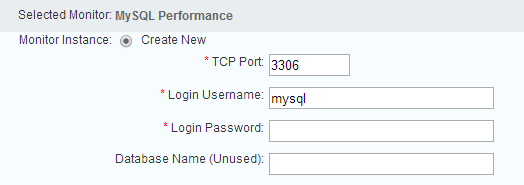 Selected Monitor: MySQL Performance
Monitor Instance: Create New
* TCP Port: 3306
* Login Username: mysql
* Login Password:
Database Name (Unused):